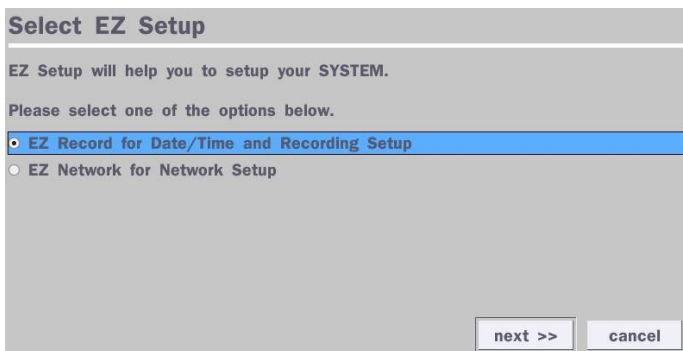 Select EZ Setup
EZ Setup will help you to setup your SYSTEM.
Please select one of the options below.
EZ Record for Date/Time and Recording Setup
EZ Network for Network Setup
next >> cancel